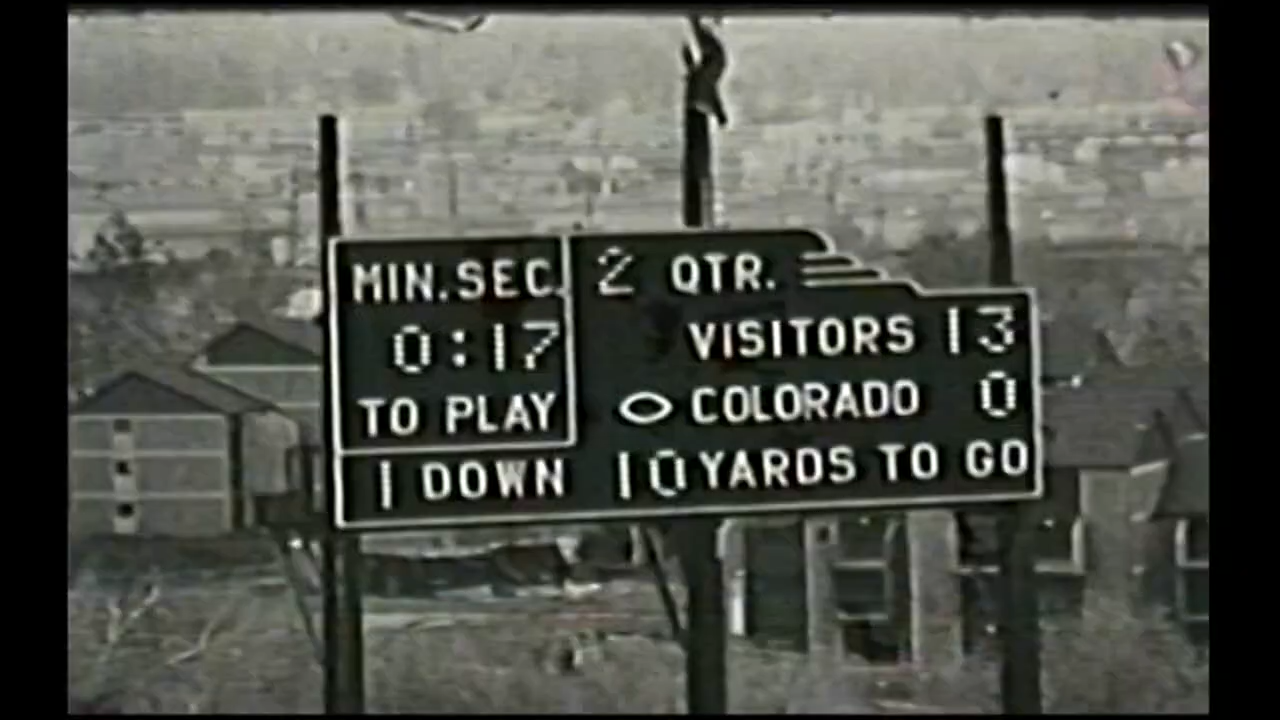 MIN.SEC.
0:17
TO PLAY
2 QTR.
VISITORS 13
COLORADO 0
1 DOWN 10 YARDS TO GO